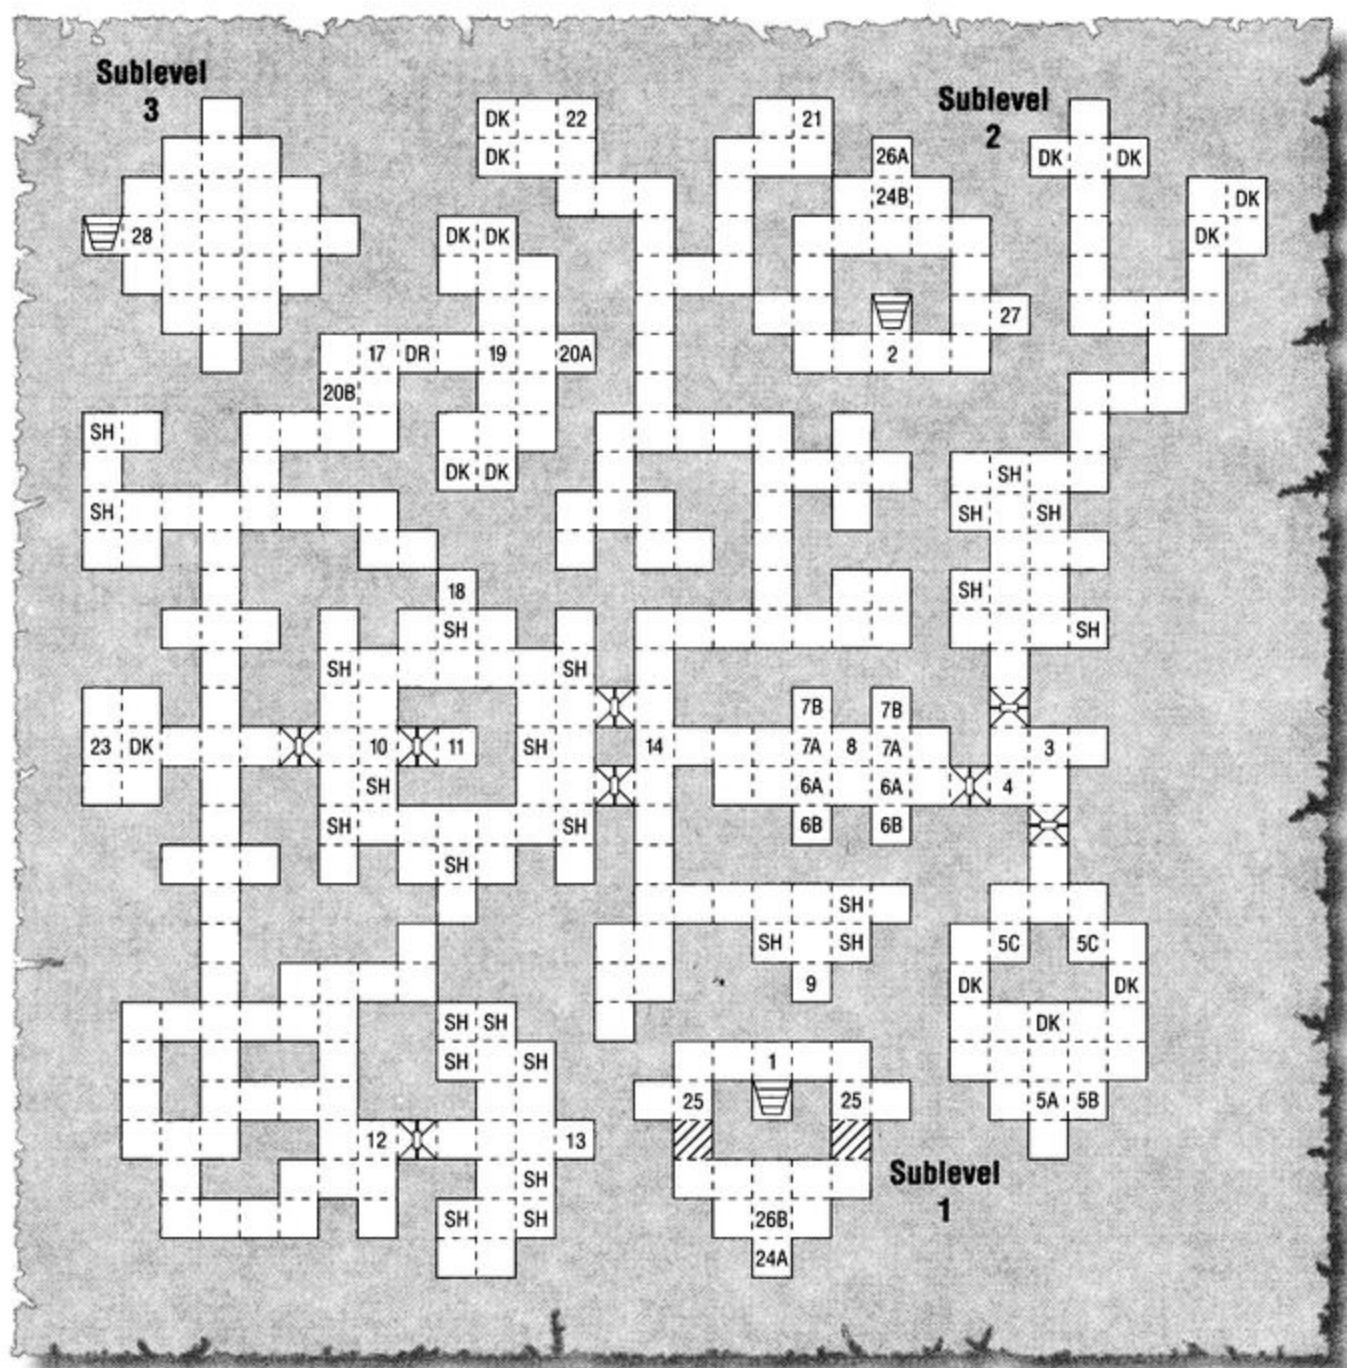 Sublevel
3
DK 22
21
Sublevel
2
DK
26A
DK DK
24B
DK
28
DK DK
DK
27
17 DR 19 20A
2
20B
SH
DK DK
SH
SH
SH SH
18
SH
SH
SH
SH SH
7B 7B
23 DK 10 11 SH 14 7A 8 7A 3
SH 6A 6A 4
SH SH 6B 6B
SH
SH
SH SH 5C 5C
9 DK DK
SH SH DK
SH SH 1
25 25 5A 5B
12 13
SH
Sublevel
1
SH SH 26B
24A